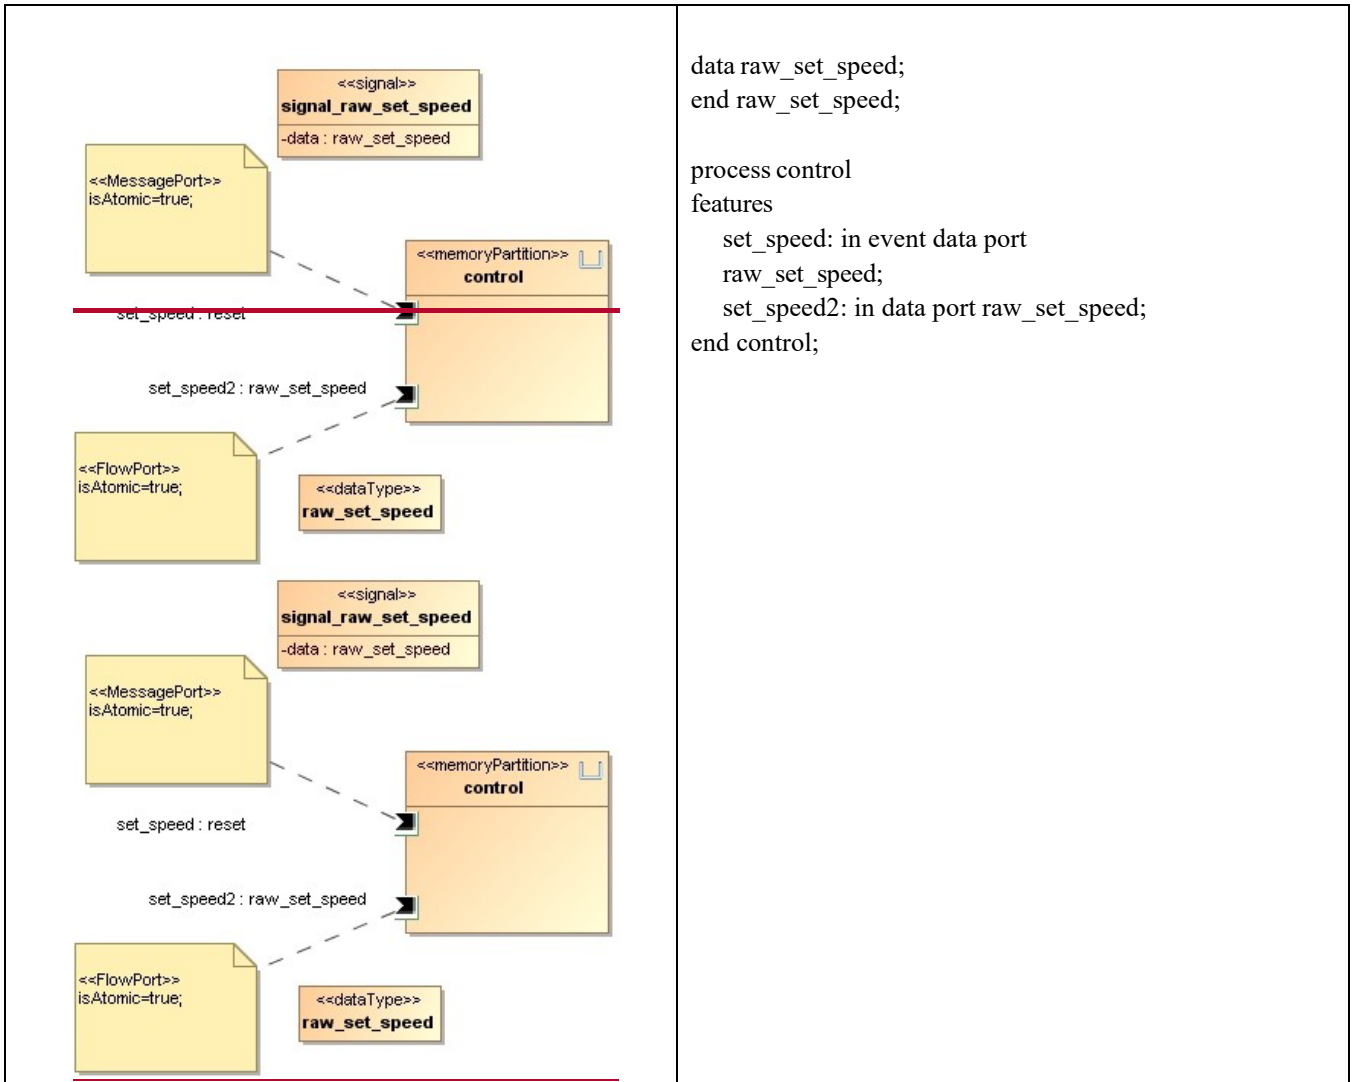 <<signal>>
signal_raw_set_speed
-data : raw_set_speed
<<MessagePort>>
isAtomic=true;
<<memoryPartition>>
control
set_speed : reset
set_speed2 : raw_set_speed
<<FlowPort>>
isAtomic=true;
<<dataType>>
raw_set_speed
<<signal>>
signal_raw_set_speed
-data : raw_set_speed
<<MessagePort>>
isAtomic=true;
<<memoryPartition>>
control
set_speed : reset
set_speed2 : raw_set_speed
<<FlowPort>>
isAtomic=true;
<<dataType>>
raw_set_speed
data raw_set_speed;
end raw_set_speed;
process control
features
set_speed: in event data port
raw_set_speed;
set_speed2: in data port raw_set_speed;
end control;